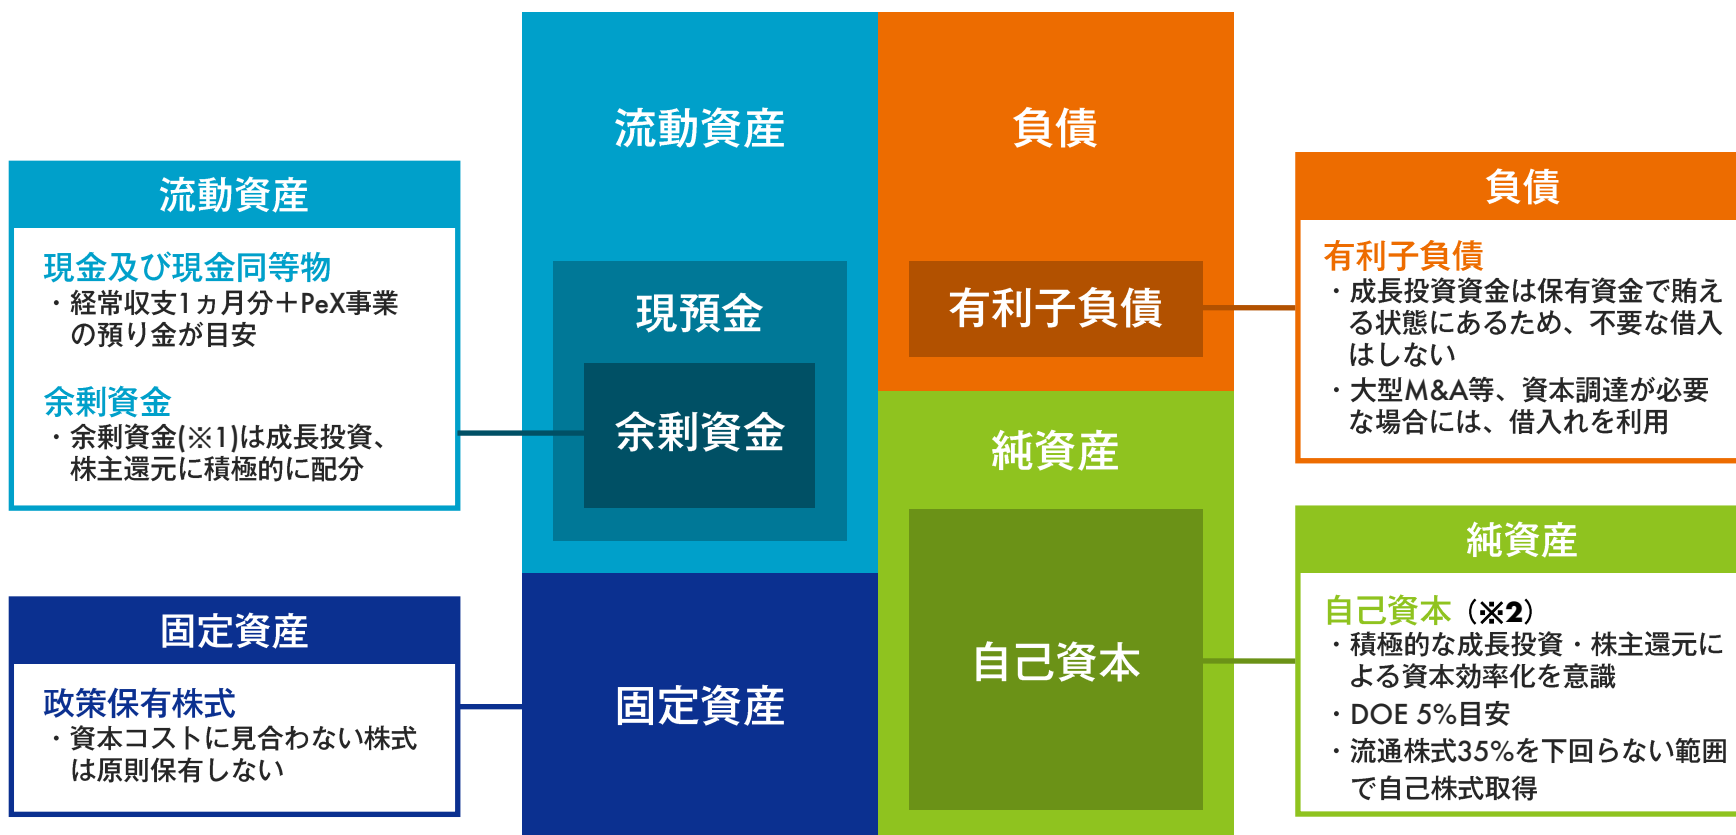 流動資産
現金及び現金同等物
・経常収支1ヵ月分＋PeX事業
の預り金が目安
余剰資金
・余剰資金(※1)は成長投資、
株主還元に積極的に配分
固定資産
政策保有株式
・資本コストに見合わない株式
は原則保有しない
流動資産
現預金
余剰資金
固定資産
負債
有利子負債
純資産
自己資本
負債
有利子負債
・成長投資資金は保有資金で賄え
る状態にあるため、不要な借入
はしない
・大型M&A等、資本調達が必要
な場合には、借入れを利用
純資産
自己資本（※2）
・積極的な成長投資・株主還元に
よる資本効率化を意識
・DOE 5%目安
・流通株式35%を下回らない範囲
で自己株式取得